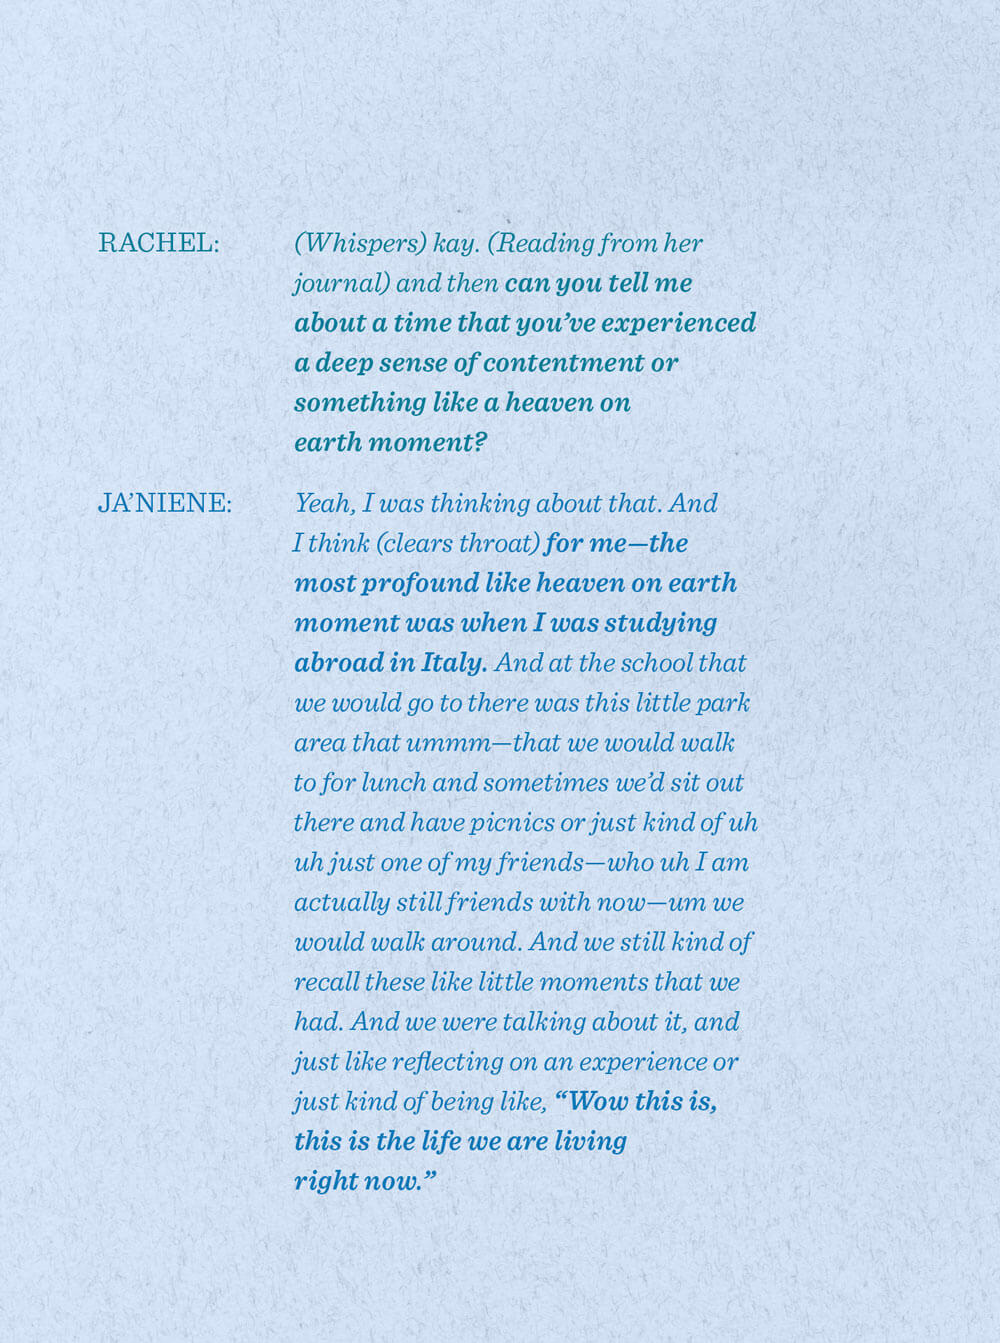 RACHEL: (Whispers) kay. (Reading from her
journal) and then can you tell me
about a time that you’ve experienced
a deep sense of contentment or
something like a heaven on
earth moment?
JA’NIENE: Yeah, I was thinking about that. And
I think (clears throat) for me—the
most profound like heaven on earth
moment was when I was studying
abroad in Italy. And at the school that
we would go to there was this little park
area that ummm—that we would walk
to for lunch and sometimes we’d sit out
there and have picnics or just kind of uh
uh just one of my friends—who uh I am
actually still friends with now—um we
would walk around. And we still kind of
recall these like little moments that we
had. And we were talking about it, and
just like reflecting on an experience or
just kind of being like, “Wow this is,
this is the life we are living
right now.”